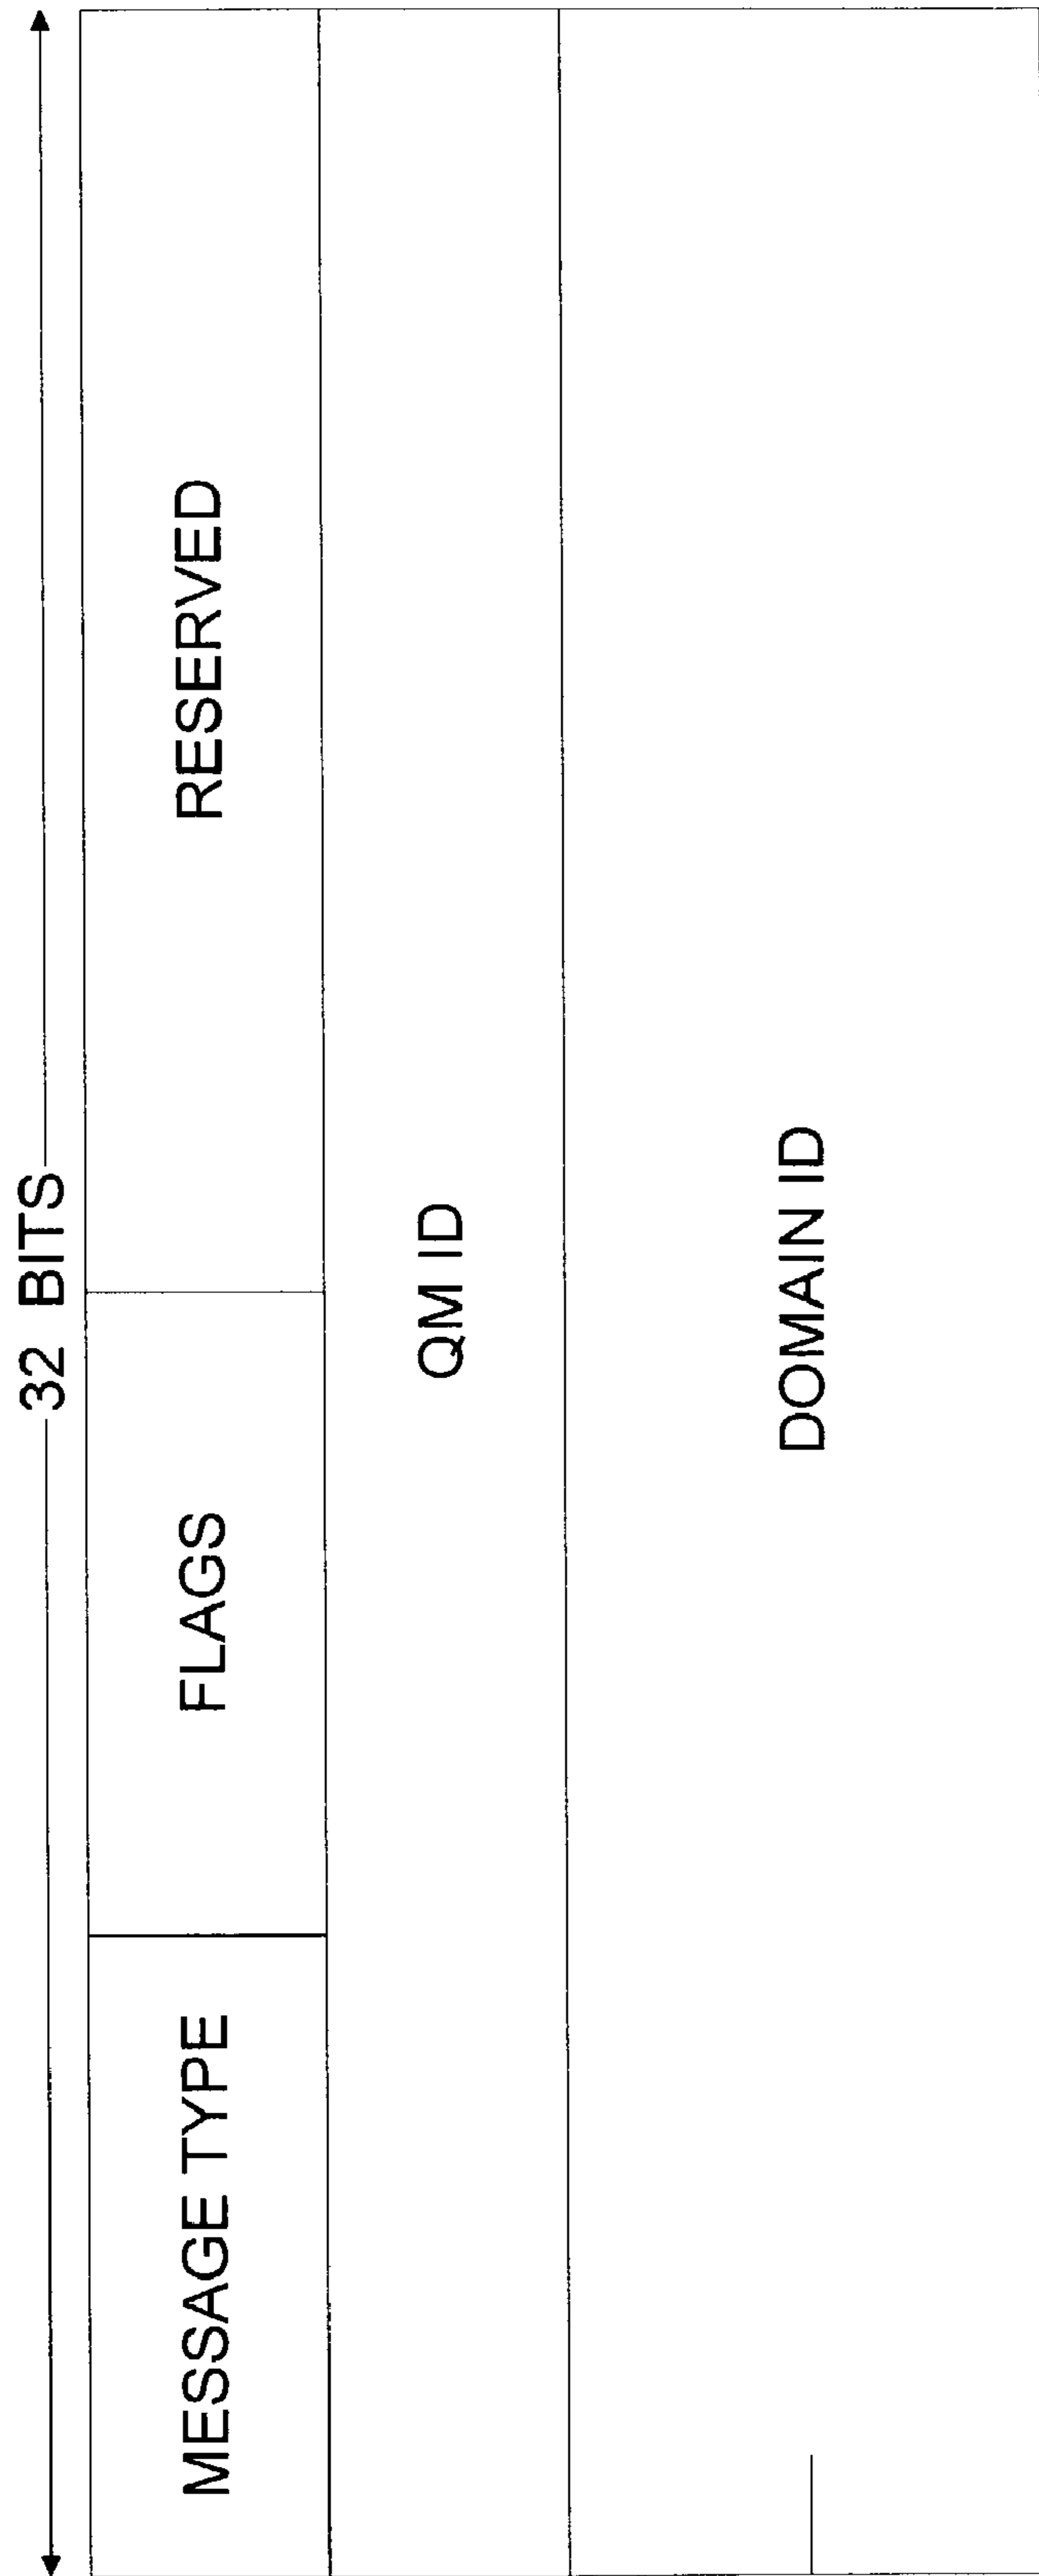 32 BITS
MESSAGE TYPE
FLAGS
RESERVED
QM ID
DOMAIN ID